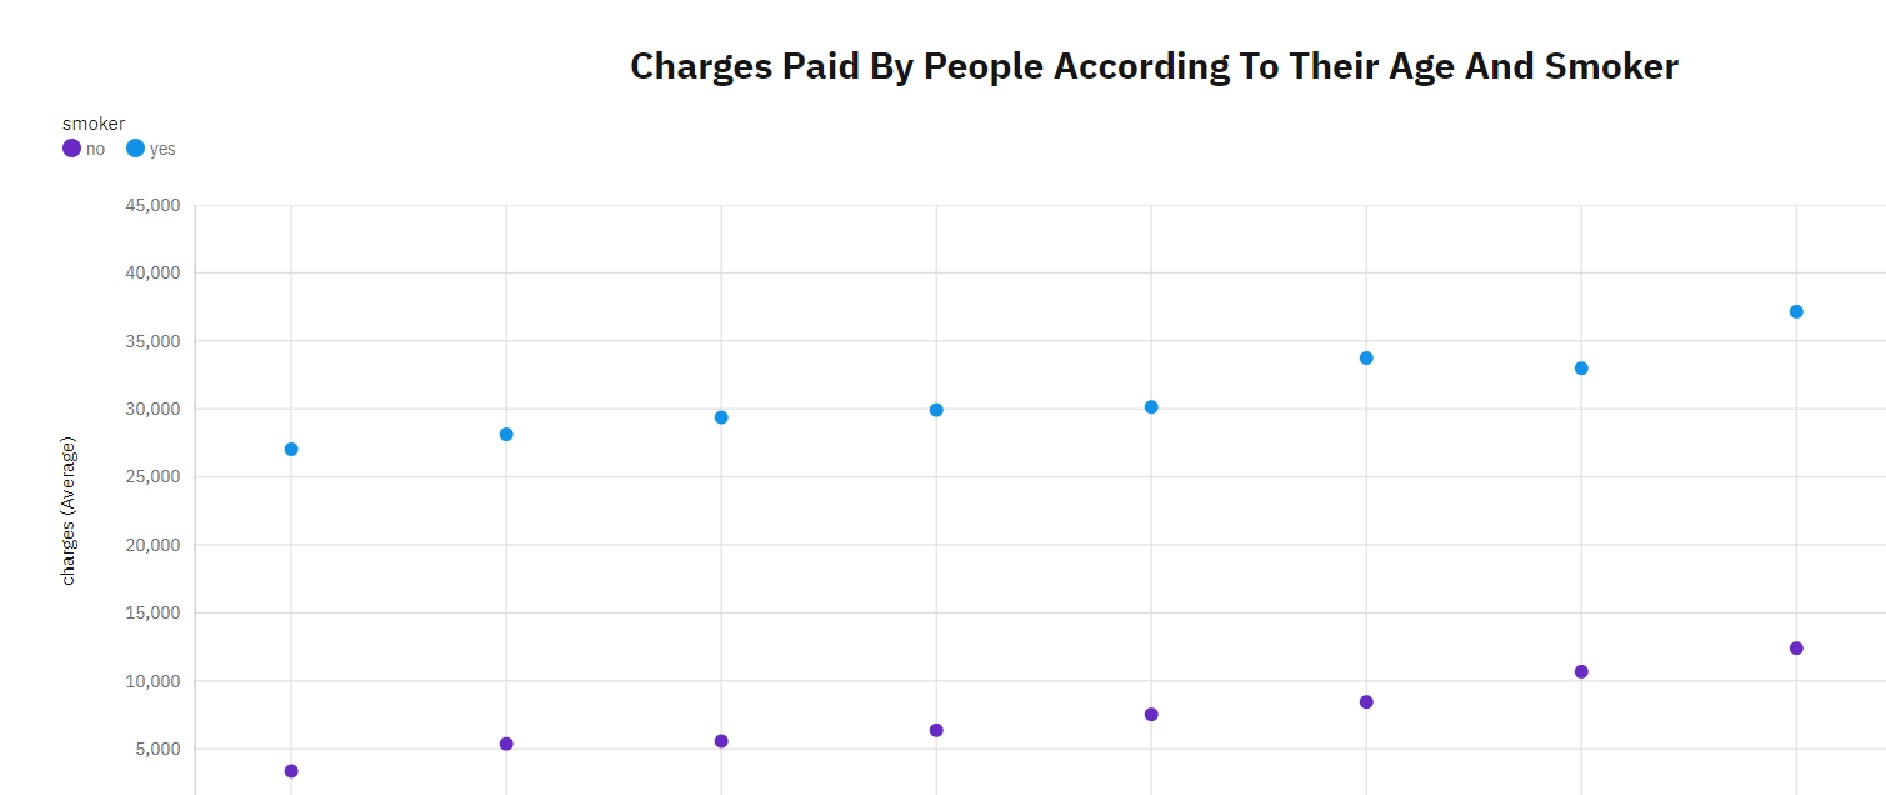 Charges Paid By People According To Their Age And Smoker
smoker
no yes
45,000
40,000
35,000
30,000
25,000
20,000
15,000
10,000
5,000
charges (Average)